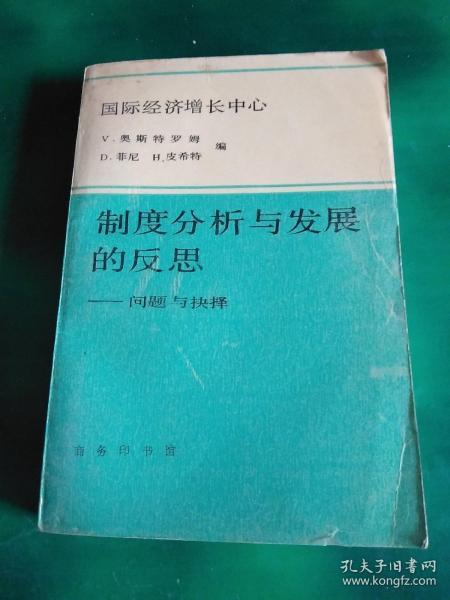 国际经济增长中心
V.奥斯特罗姆
D.菲尼 H.皮希特 编
制度分析与发展
的反思
——问题与抉择
商务印书馆
孔夫子旧书网
www.kongfz.com